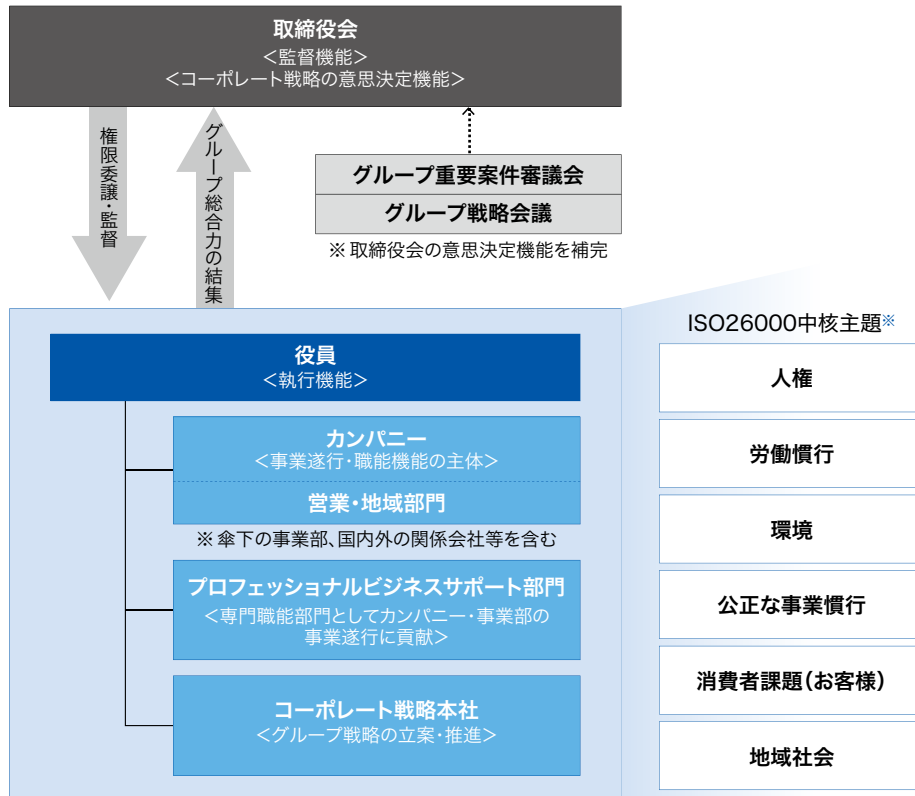 取締役会
＜監督機能＞
＜コーポレート戦略の意思決定機能＞
権限委譲・監督
グループ総合力の結集
グループ重要案件審議会
グループ戦略会議
※ 取締役会の意思決定機能を補完
役員
＜執行機能＞
カンパニー
＜事業遂行・職能機能の主体＞
営業・地域部門
※ 傘下の事業部、国内外の関係会社等を含む
プロフェッショナルビジネスサポート部門
＜専門職能部門としてカンパニー・事業部の
事業遂行に貢献＞
コーポレート戦略本社
＜グループ戦略の立案・推進＞
ISO26000中核主題※
人権
労働慣行
環境
公正な事業慣行
消費者課題（お客様）
地域社会